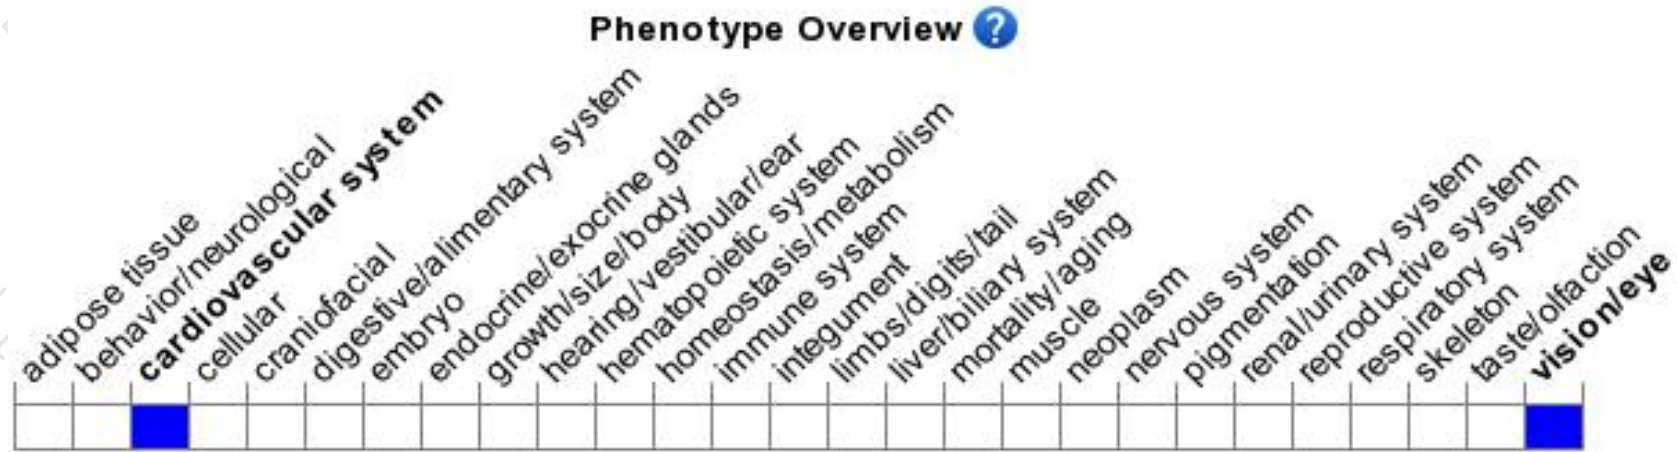 Phenotype Overview ?
adipose tissue
behavior/neurological
cardiovascular system
cellular
craniofacial
digestive/alimentary system
embryo
endocrine/exocrine glands
growth/size/body
hearing/vestibular/ear
hematopoietic system
homeostasis/metabolism
immune system
integument
limbs/digits/tail
liver/biliary system
mortality/aging
muscle
neoplasm
nervous system
pigmentation
renal/urinary system
reproductive system
respiratory system
skeleton
taste/olfaction
vision/eye